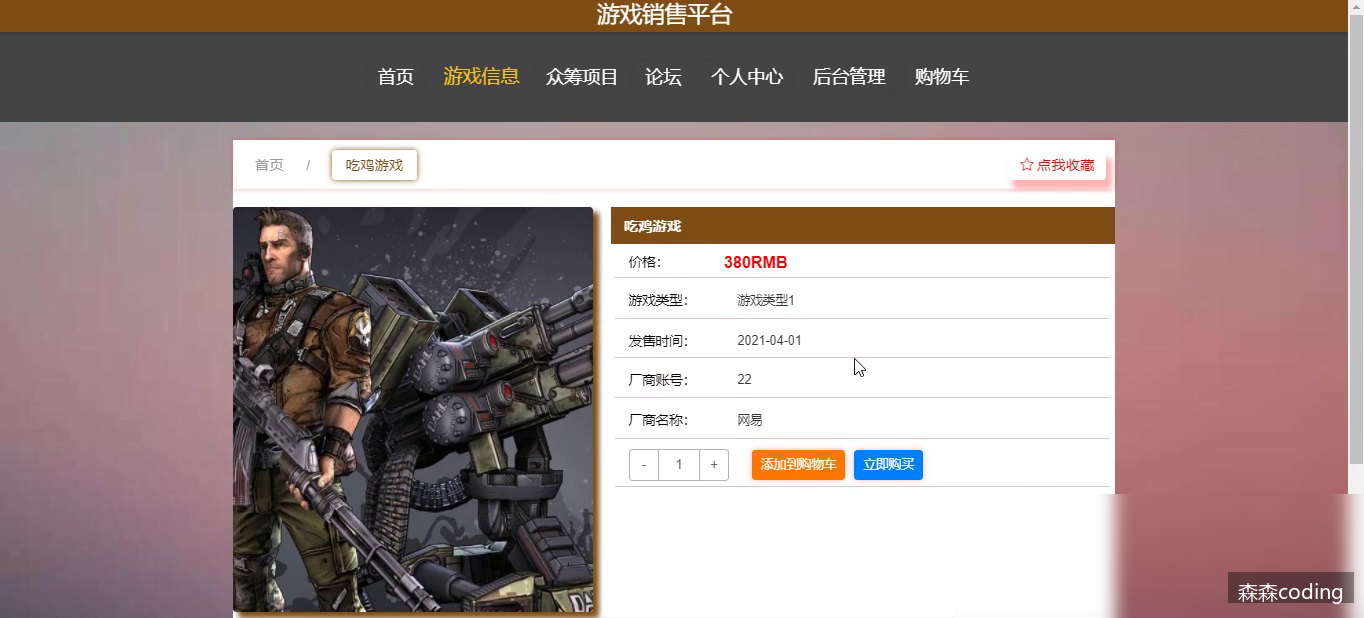 游戏销售平台
首页 游戏信息 众筹项目 论坛 个人中心 后台管理 购物车
首页 / 吃鸡游戏 ☆ 点我收藏
吃鸡游戏
价格: 380RMB
游戏类型: 游戏类型1
发售时间: 2021-04-01
厂商账号: 22
厂商名称: 网易
- 1 + 添加到购物车 立即购买
森森coding